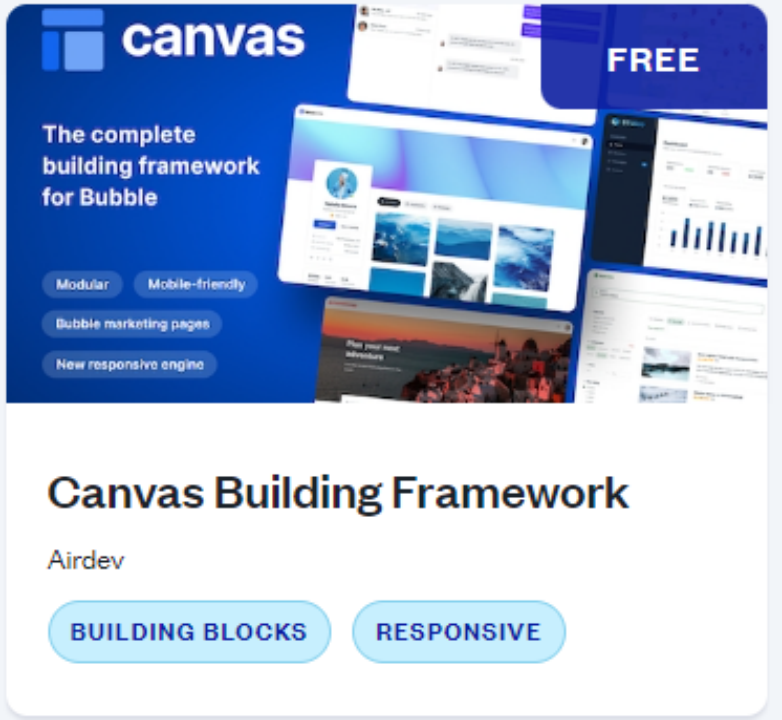 canvas
FREE
The complete
building framework
for Bubble
Modular
Mobile-friendly
Bubble marketing pages
New responsive engine
Plan your next
adventure
Canvas Building Framework
Airdev
BUILDING BLOCKS
RESPONSIVE